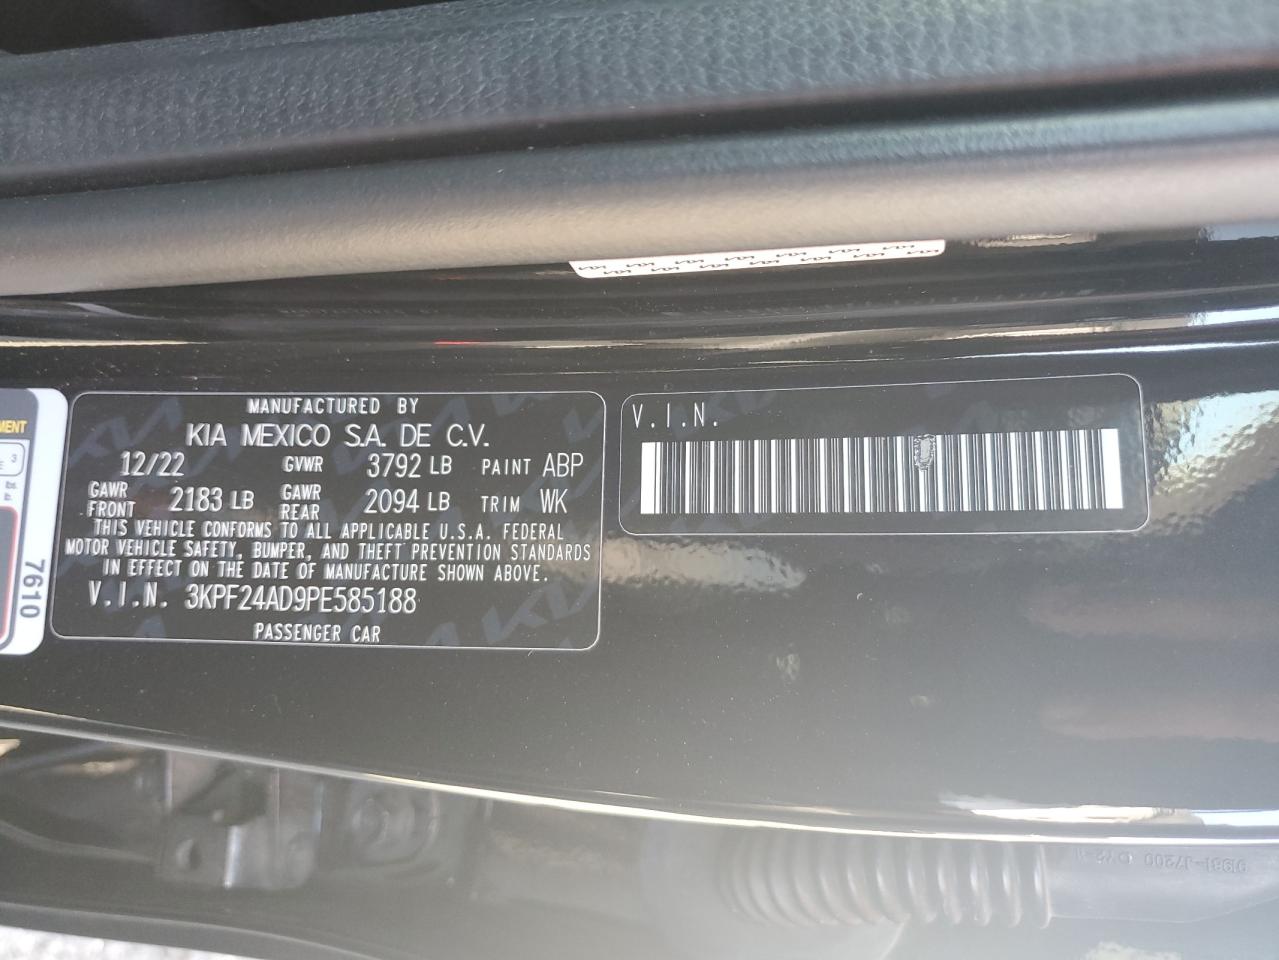 MANUFACTURED BY
KIA MEXICO S.A. DE C.V.
12/22 GVWR 3792 LB PAINT ABP
GAWR FRONT 2183 LB GAWR REAR 2094 LB TRIM WK
THIS VEHICLE CONFORMS TO ALL APPLICABLE U.S.A. FEDERAL
MOTOR VEHICLE SAFETY, BUMPER, AND THEFT PREVENTION STANDARDS
IN EFFECT ON THE DATE OF MANUFACTURE SHOWN ABOVE.
V.I.N. 3KPF24AD9PE585188
PASSENGER CAR
V.I.N.
7610
91981-J7200